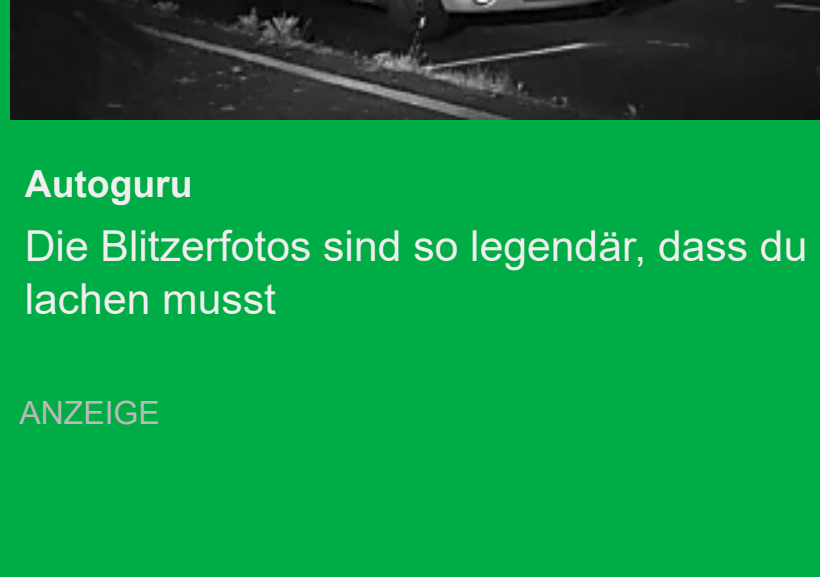 Autoguru
Die Blitzerfotos sind so legendär, dass du
lachen musst
ANZEIGE